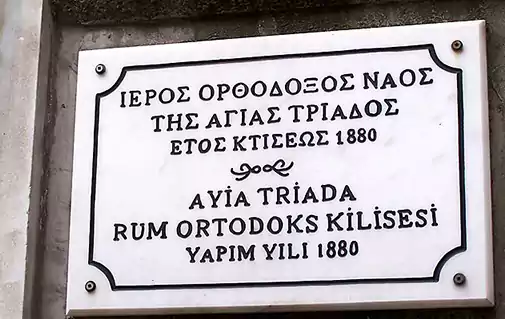 ΙΕΡΟΣ ΟΡΘΟΔΟΞΟΣ ΝΑΟΣ
ΤΗΣ ΑΓΙΑΣ ΤΡΙΑΔΟΣ
ΕΤΟΣ ΚΤΙΣΕΩΣ 1880
AYİA TRİADA
RUM ORTODOKS KİLİSESİ
YAPIM YILI 1880